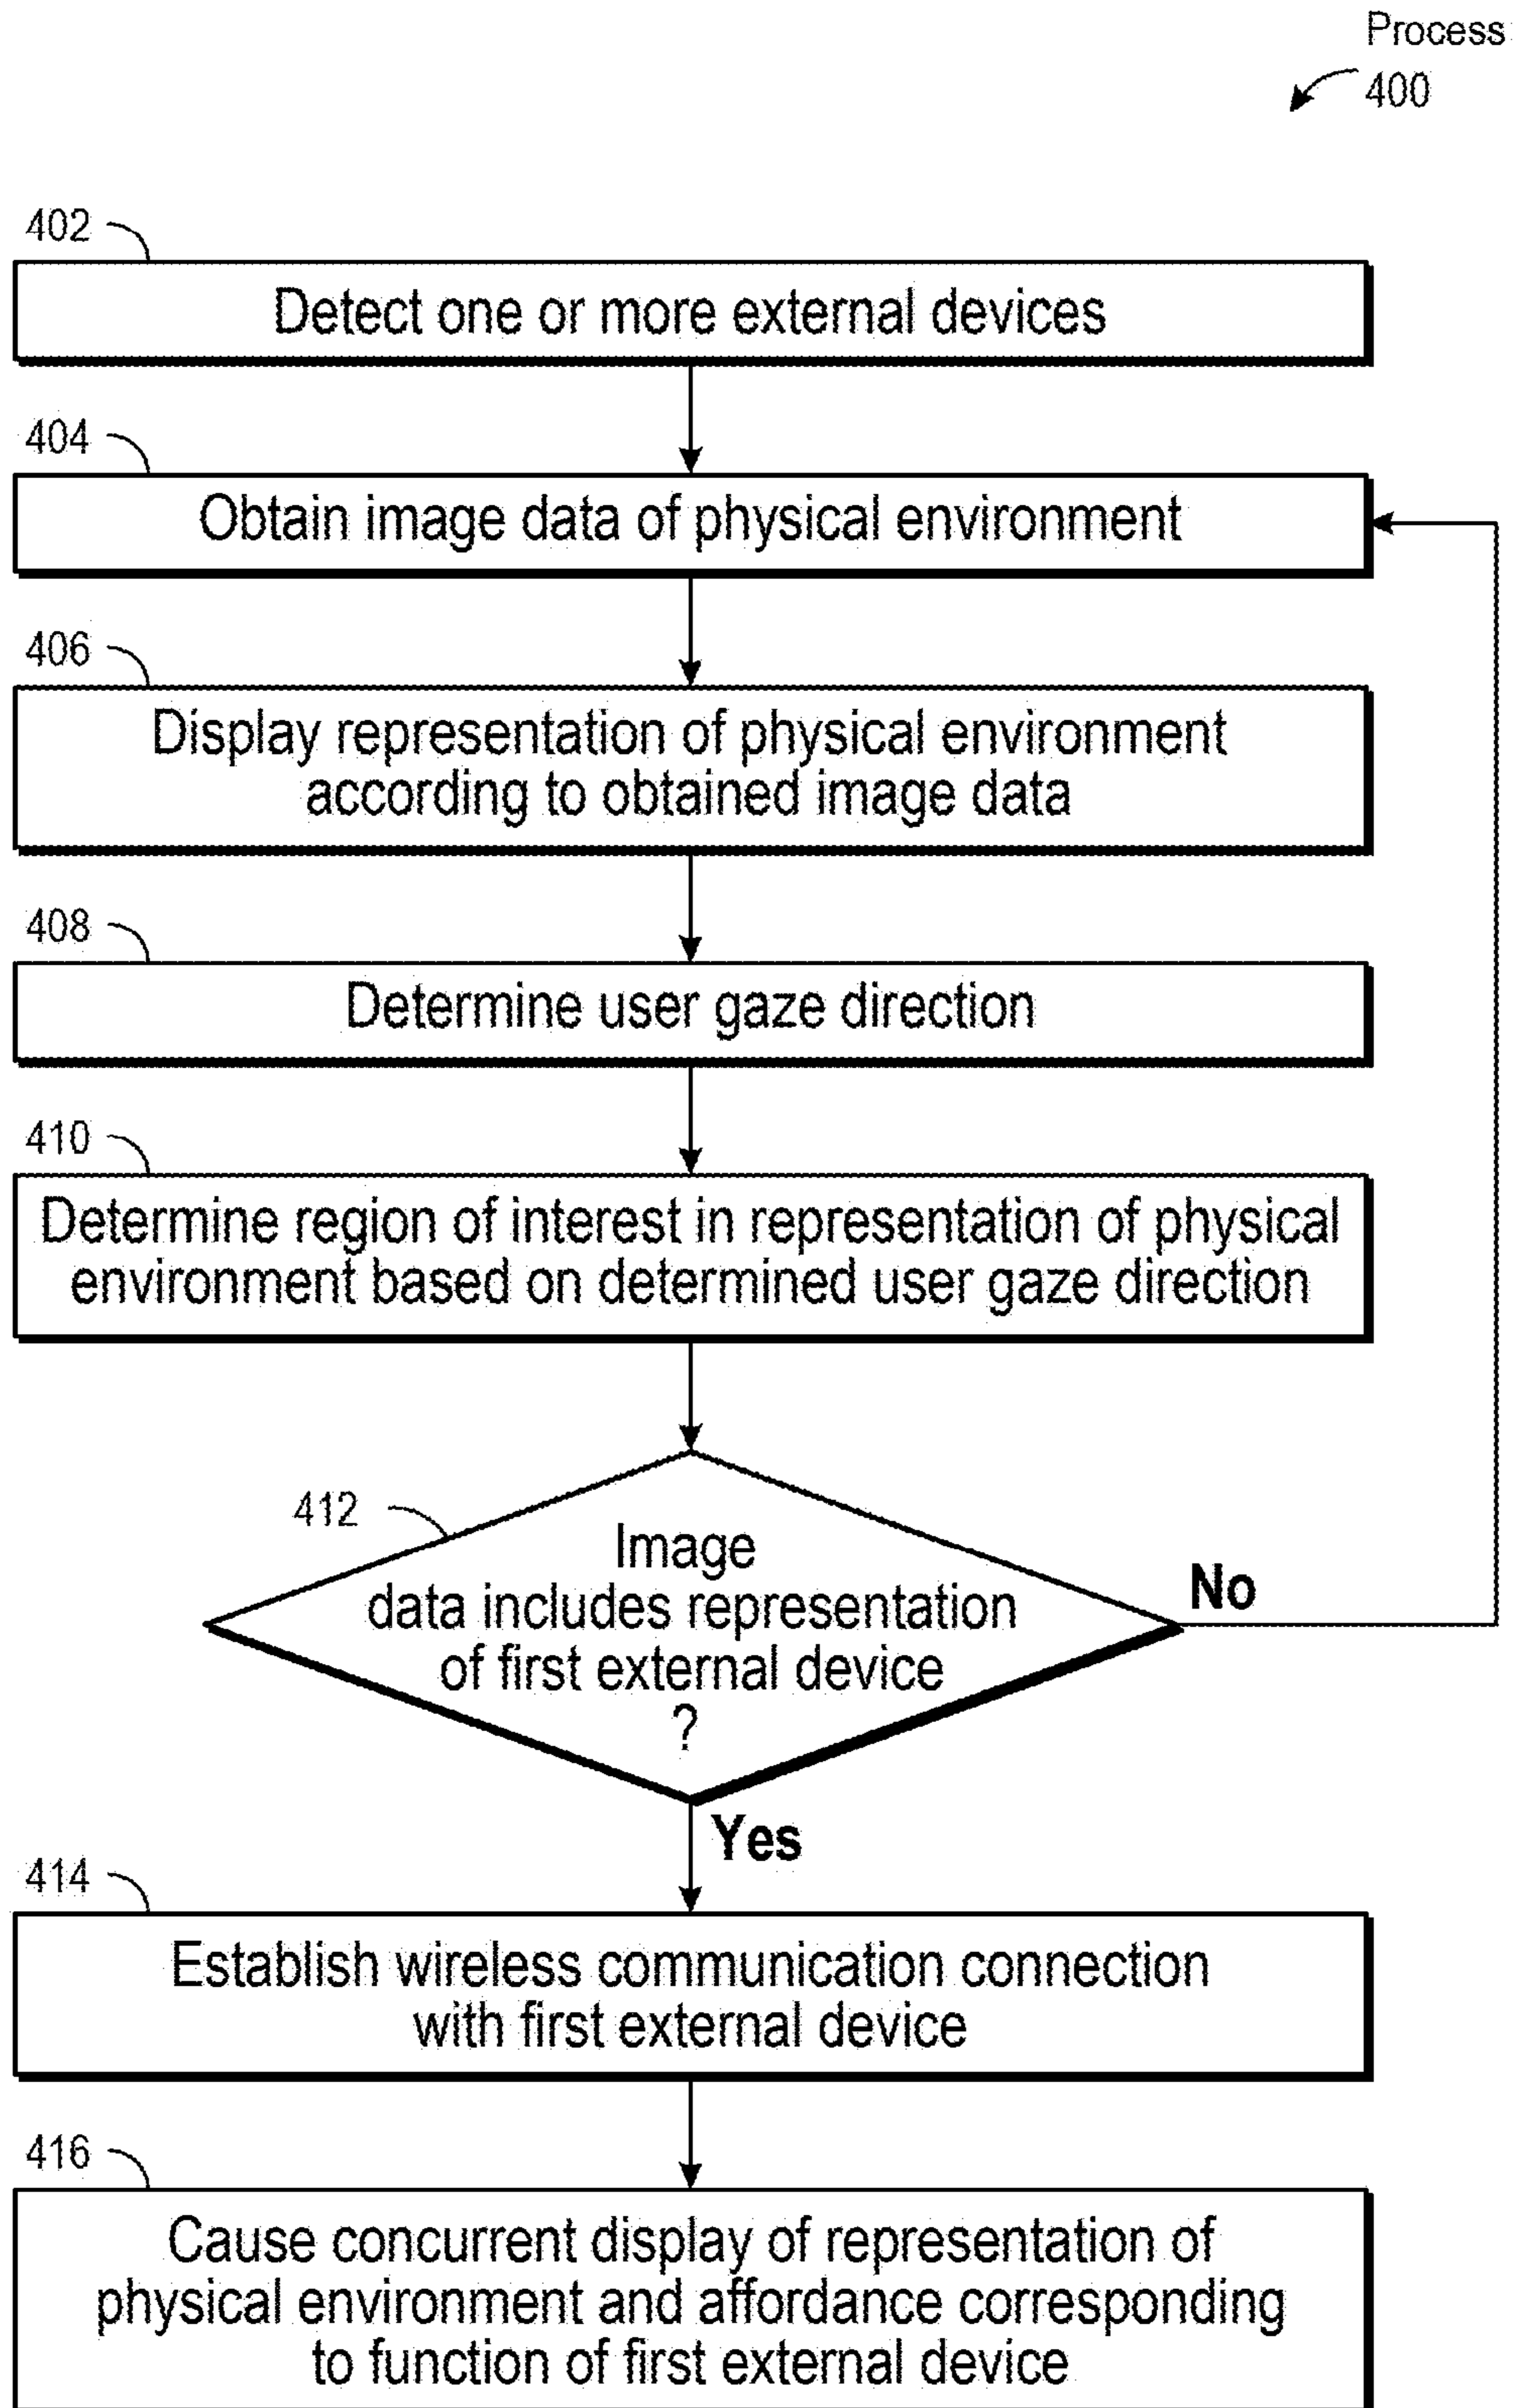 Process
400
402
Detect one or more external devices
404
Obtain image data of physical environment
406
Display representation of physical environment
according to obtained image data
408
Determine user gaze direction
410
Determine region of interest in representation of physical
environment based on determined user gaze direction
412
Image
data includes representation
of first external device
?
No
Yes
414
Establish wireless communication connection
with first external device
416
Cause concurrent display of representation of
physical environment and affordance corresponding
to function of first external device